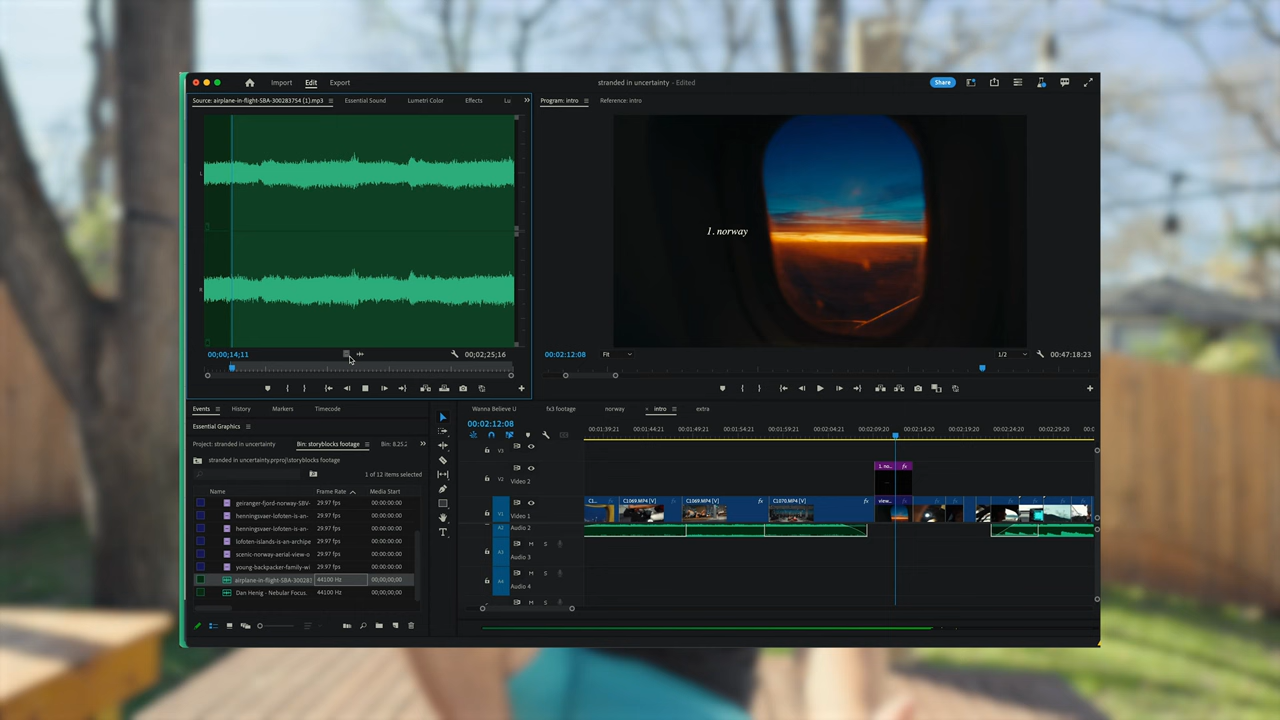 Import Edit Export
stranded in uncertainty - Edited
Share
Source: airplane-in-flight-SBA-300283754 (1).mp3
Essential Sound
Lumetri Color
Effects
Lu
Program: intro
Reference: intro
L
R
1. norway
00;00;14;11
00;02;25;16
00:02:12:08
Fit
1/2
00:47:18:23
Events
History
Markers
Timecode
Essential Graphics
Project: stranded in uncertainty
Bin: storyblocks footage
Bin: 8.25.2
stranded in uncertainty.prproj\storyblocks footage
1 of 12 items selected
Name
Frame Rate
Media Start
geiranger-fjord-norway-SBV- 29.97 fps 00:00:00:00
henningsvaer-lofoten-is-an- 29.97 fps 00:00:00:00
henningsvaer-lofoten-is-an- 29.97 fps 00:00:00:00
lofoten-islands-is-an-archipe 29.97 fps 00:00:00:00
scenic-norway-aerial-view-o 29.97 fps 00:00:00:00
young-backpacker-family-wi 29.97 fps 00:00:00:00
airplane-in-flight-SBA-30028: 44100 Hz 00;00;00;00
Dan Henig - Nebular Focus. 44100 Hz 00;00;00;00
Wanna Believe U
fx3 footage
norway
intro
extra
00:02:12:08
00:01:39:21
00:01:44:21
00:01:49:21
00:01:54:21
00:01:59:21
00:02:04:21
00:02:09:20
00:02:14:20
00:02:19:20
00:02:24:20
00:02:29:20
00:0
V3
V2
Video 2
1. no...
fx
V1
Video 1
C1...
C1069.MP4 [V]
C1069.MP4 [V]
C1070.MP4 [V]
view...
A2
Audio 2
A3
M S
Audio 3
A4
M S
Audio 4
M S